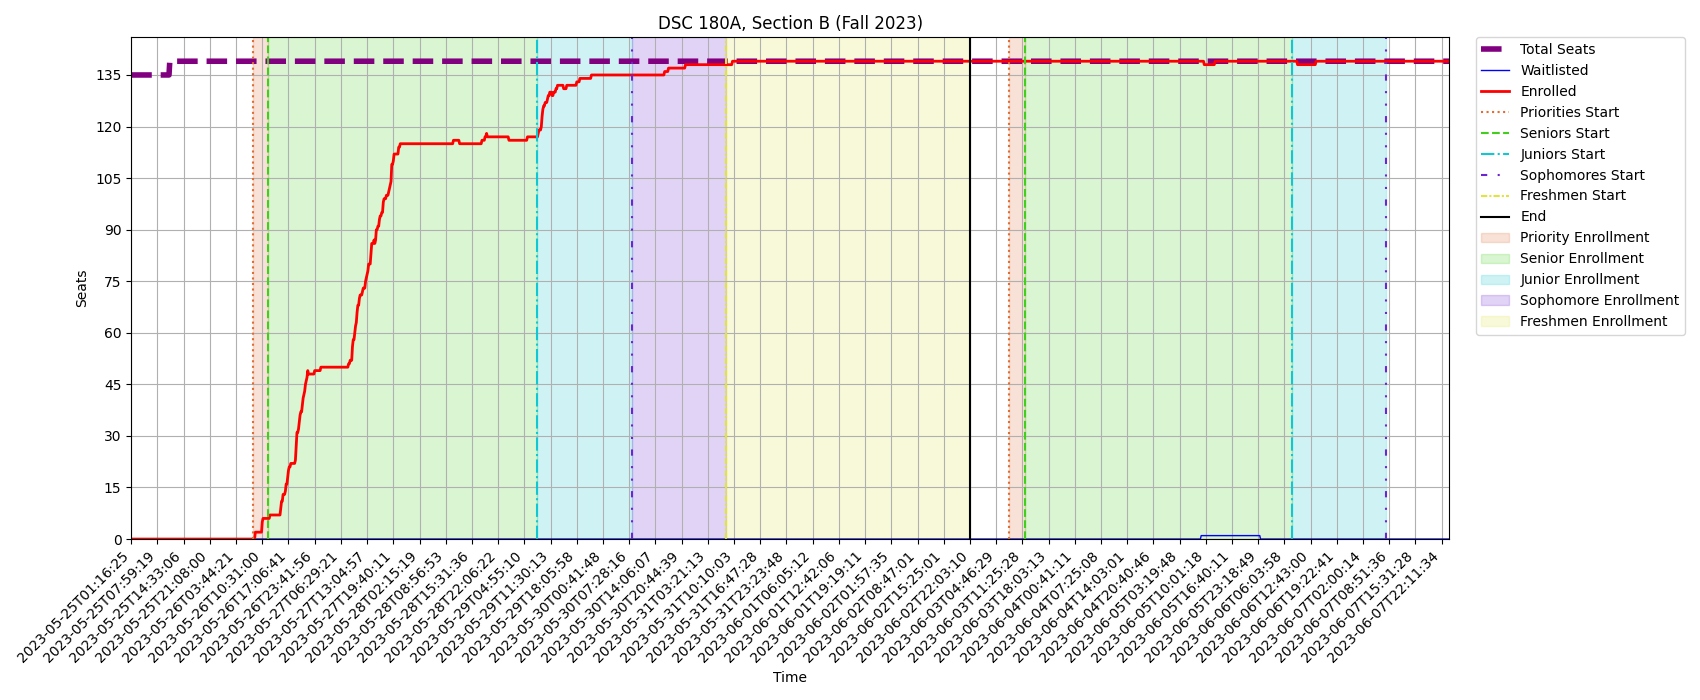 DSC 180A, Section B (Fall 2023)
Seats
135
120
105
90
75
60
45
30
15
0
2023-05-25T01:16:25
2023-05-25T07:59:19
2023-05-25T14:33:06
2023-05-25T21:08:00
2023-05-26T03:44:21
2023-05-26T10:31:00
2023-05-26T17:06:41
2023-05-26T23:41:56
2023-05-27T06:29:21
2023-05-27T13:04:57
2023-05-27T19:40:11
2023-05-28T02:15:19
2023-05-28T08:56:53
2023-05-28T15:31:36
2023-05-28T22:06:22
2023-05-29T04:55:10
2023-05-29T11:30:13
2023-05-29T18:05:58
2023-05-30T00:41:48
2023-05-30T07:28:16
2023-05-30T14:06:07
2023-05-30T20:44:39
2023-05-31T03:21:13
2023-05-31T10:10:03
2023-05-31T16:47:28
2023-05-31T23:23:48
2023-06-01T06:05:12
2023-06-01T12:42:06
2023-06-01T19:19:11
2023-06-02T01:57:35
2023-06-02T08:47:01
2023-06-02T15:25:01
2023-06-02T22:03:10
2023-06-03T04:46:29
2023-06-03T11:25:28
2023-06-03T18:03:13
2023-06-04T00:41:11
2023-06-04T07:25:08
2023-06-04T14:03:01
2023-06-04T20:40:46
2023-06-05T03:19:48
2023-06-05T10:01:18
2023-06-05T16:40:11
2023-06-05T23:18:49
2023-06-06T06:03:58
2023-06-06T12:43:00
2023-06-06T19:22:41
2023-06-07T02:00:14
2023-06-07T08:51:36
2023-06-07T15:31:28
2023-06-07T22:11:34
Time
Total Seats
Waitlisted
Enrolled
Priorities Start
Seniors Start
Juniors Start
Sophomores Start
Freshmen Start
End
Priority Enrollment
Senior Enrollment
Junior Enrollment
Sophomore Enrollment
Freshmen Enrollment